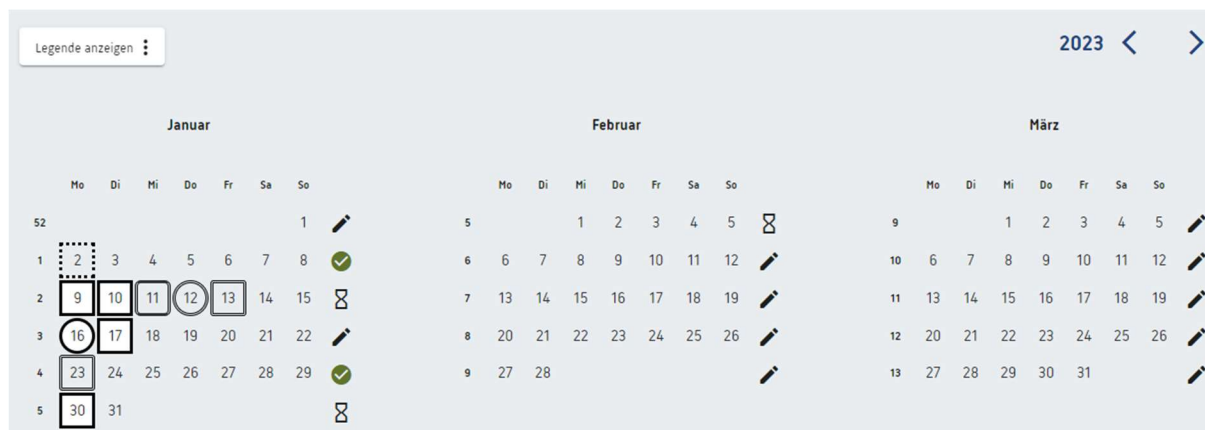 Legende anzeigen
2023
Januar Februar März
Mo Di Mi Do Fr Sa So Mo Di Mi Do Fr Sa So Mo Di Mi Do Fr Sa So
52 1 5 1 2 3 4 5 9 1 2 3 4 5
1 2 3 4 5 6 7 8 6 6 7 8 9 10 11 12 10 6 7 8 9 10 11 12
2 9 10 11 12 13 14 15 7 13 14 15 16 17 18 19 11 13 14 15 16 17 18 19
3 16 17 18 19 20 21 22 8 20 21 22 23 24 25 26 12 20 21 22 23 24 25 26
4 23 24 25 26 27 28 29 9 27 28 13 27 28 29 30 31
5 30 31